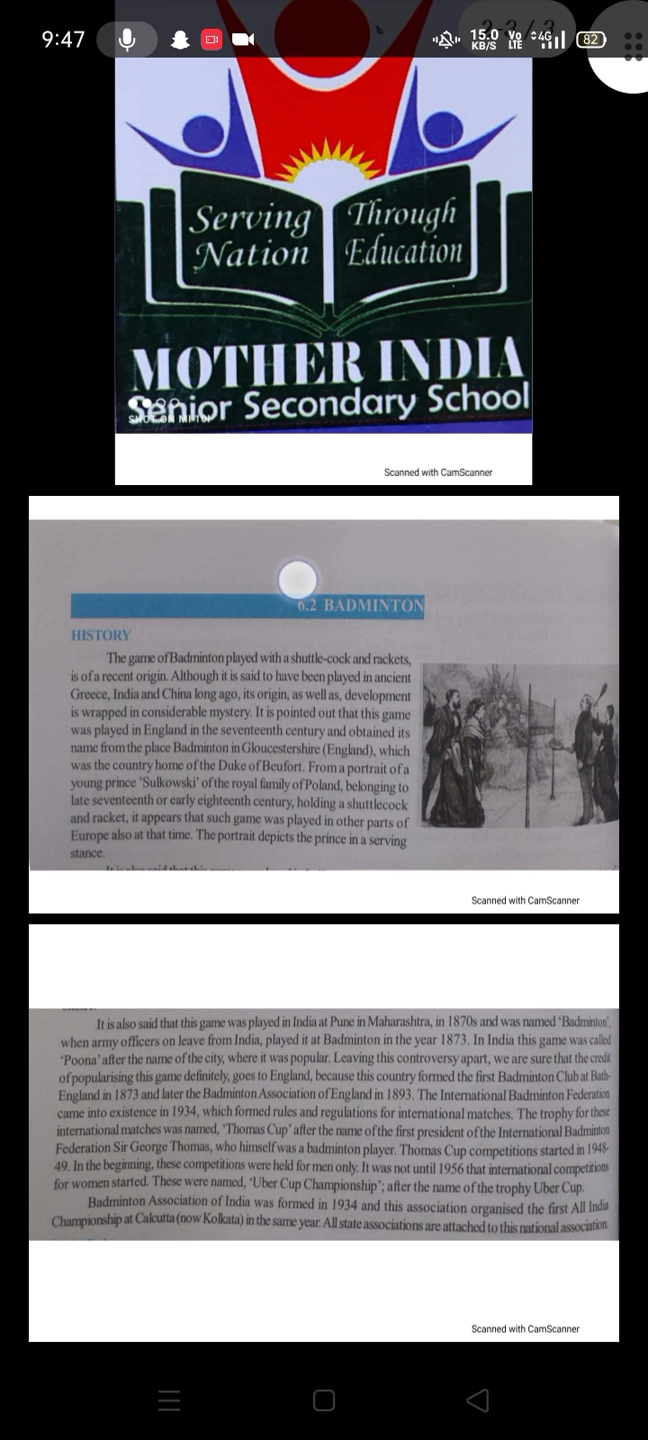 9:47
15.0
KB/S
Vo
LTE
4G
82
Serving
Nation
Through
Education
MOTHER INDIA
Senior Secondary School
Scanned with CamScanner
6.2 BADMINTON
HISTORY
The game of Badminton played with a shuttle-cock and rackets,
is of a recent origin. Although it is said to have been played in ancient
Greece, India and China long ago, its origin, as well as, development
is wrapped in considerable mystery. It is pointed out that this game
was played in England in the seventeenth century and obtained its
name from the place Badminton in Gloucestershire (England), which
was the country home of the Duke of Beufort. From a portrait of a
young prince 'Sulkowski' of the royal family of Poland, belonging to
late seventeenth or early eighteenth century, holding a shuttlecock
and racket, it appears that such game was played in other parts of
Europe also at that time. The portrait depicts the prince in a serving
stance.
Scanned with CamScanner
It is also said that this game was played in India at Pune in Maharashtra, in 1870s and was named 'Badminton',
when army officers on leave from India, played it at Badminton in the year 1873. In India this game was called
'Poona' after the name of the city, where it was popular. Leaving this controversy apart, we are sure that the credit
of popularising this game definitely, goes to England, because this country formed the first Badminton Club at Bath-
England in 1873 and later the Badminton Association of England in 1893. The International Badminton Federation
came into existence in 1934, which formed rules and regulations for international matches. The trophy for these
international matches was named, 'Thomas Cup' after the name of the first president of the International Badminton
Federation Sir George Thomas, who himself was a badminton player. Thomas Cup competitions started in 1948-
49. In the beginning, these competitions were held for men only. It was not until 1956 that international competitions
for women started. These were named, 'Uber Cup Championship'; after the name of the trophy Uber Cup.
Badminton Association of India was formed in 1934 and this association organised the first All India
Championship at Calcutta (now Kolkata) in the same year. All state associations are attached to this national association
Scanned with CamScanner